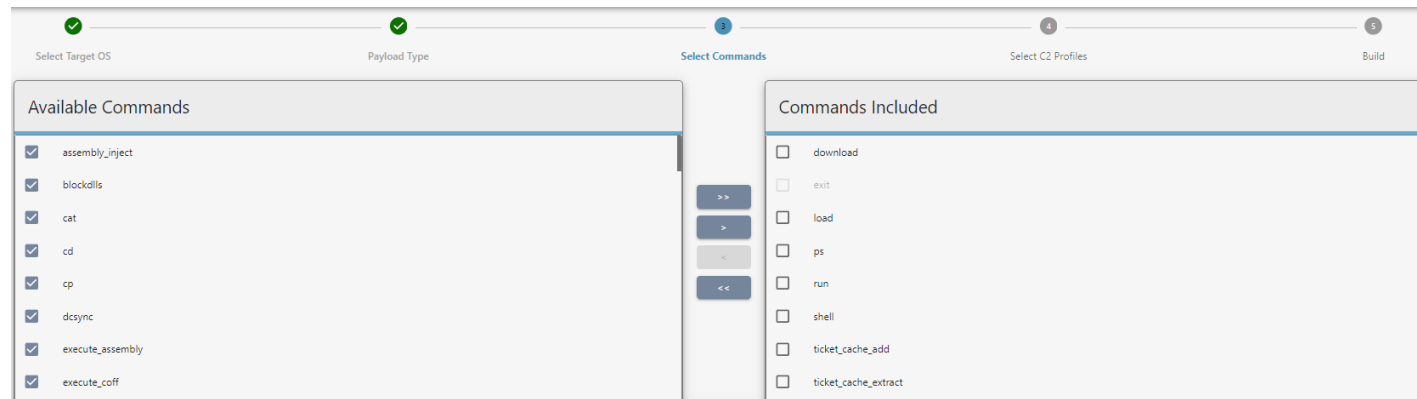 3 4 5
Select Target OS Payload Type Select Commands Select C2 Profiles Build
Available Commands
assembly_inject
blockdlls
cat
cd
cp
dcsync
execute_assembly
execute_coff
>>
>
<
<<
Commands Included
download
exit
load
ps
run
shell
ticket_cache_add
ticket_cache_extract